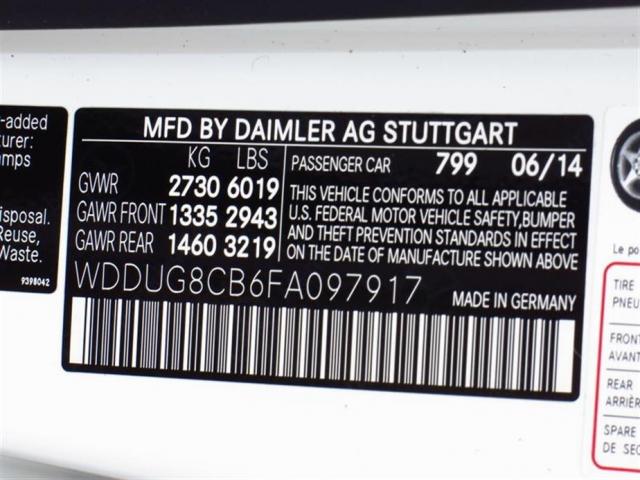 -added
turer:
amps
isposal.
Reuse,
Waste.
9398042
MFD BY DAIMLER AG STUTTGART
KG LBS
GVWR 2730 6019
GAWR FRONT 1335 2943
GAWR REAR 1460 3219
PASSENGER CAR 799 06/14
THIS VEHICLE CONFORMS TO ALL APPLICABLE
U.S. FEDERAL MOTOR VEHICLE SAFETY,BUMPER
AND THEFT PREVENTION STANDARDS IN EFFECT
ON THE DATE OF MANUFACTURE SHOWN ABOVE.
WDDUG8CB6FA097917
MADE IN GERMANY
Le po
TIRE
PNEU
FRONT
AVANT
REAR
ARRIÈR
SPARE
DE SEC